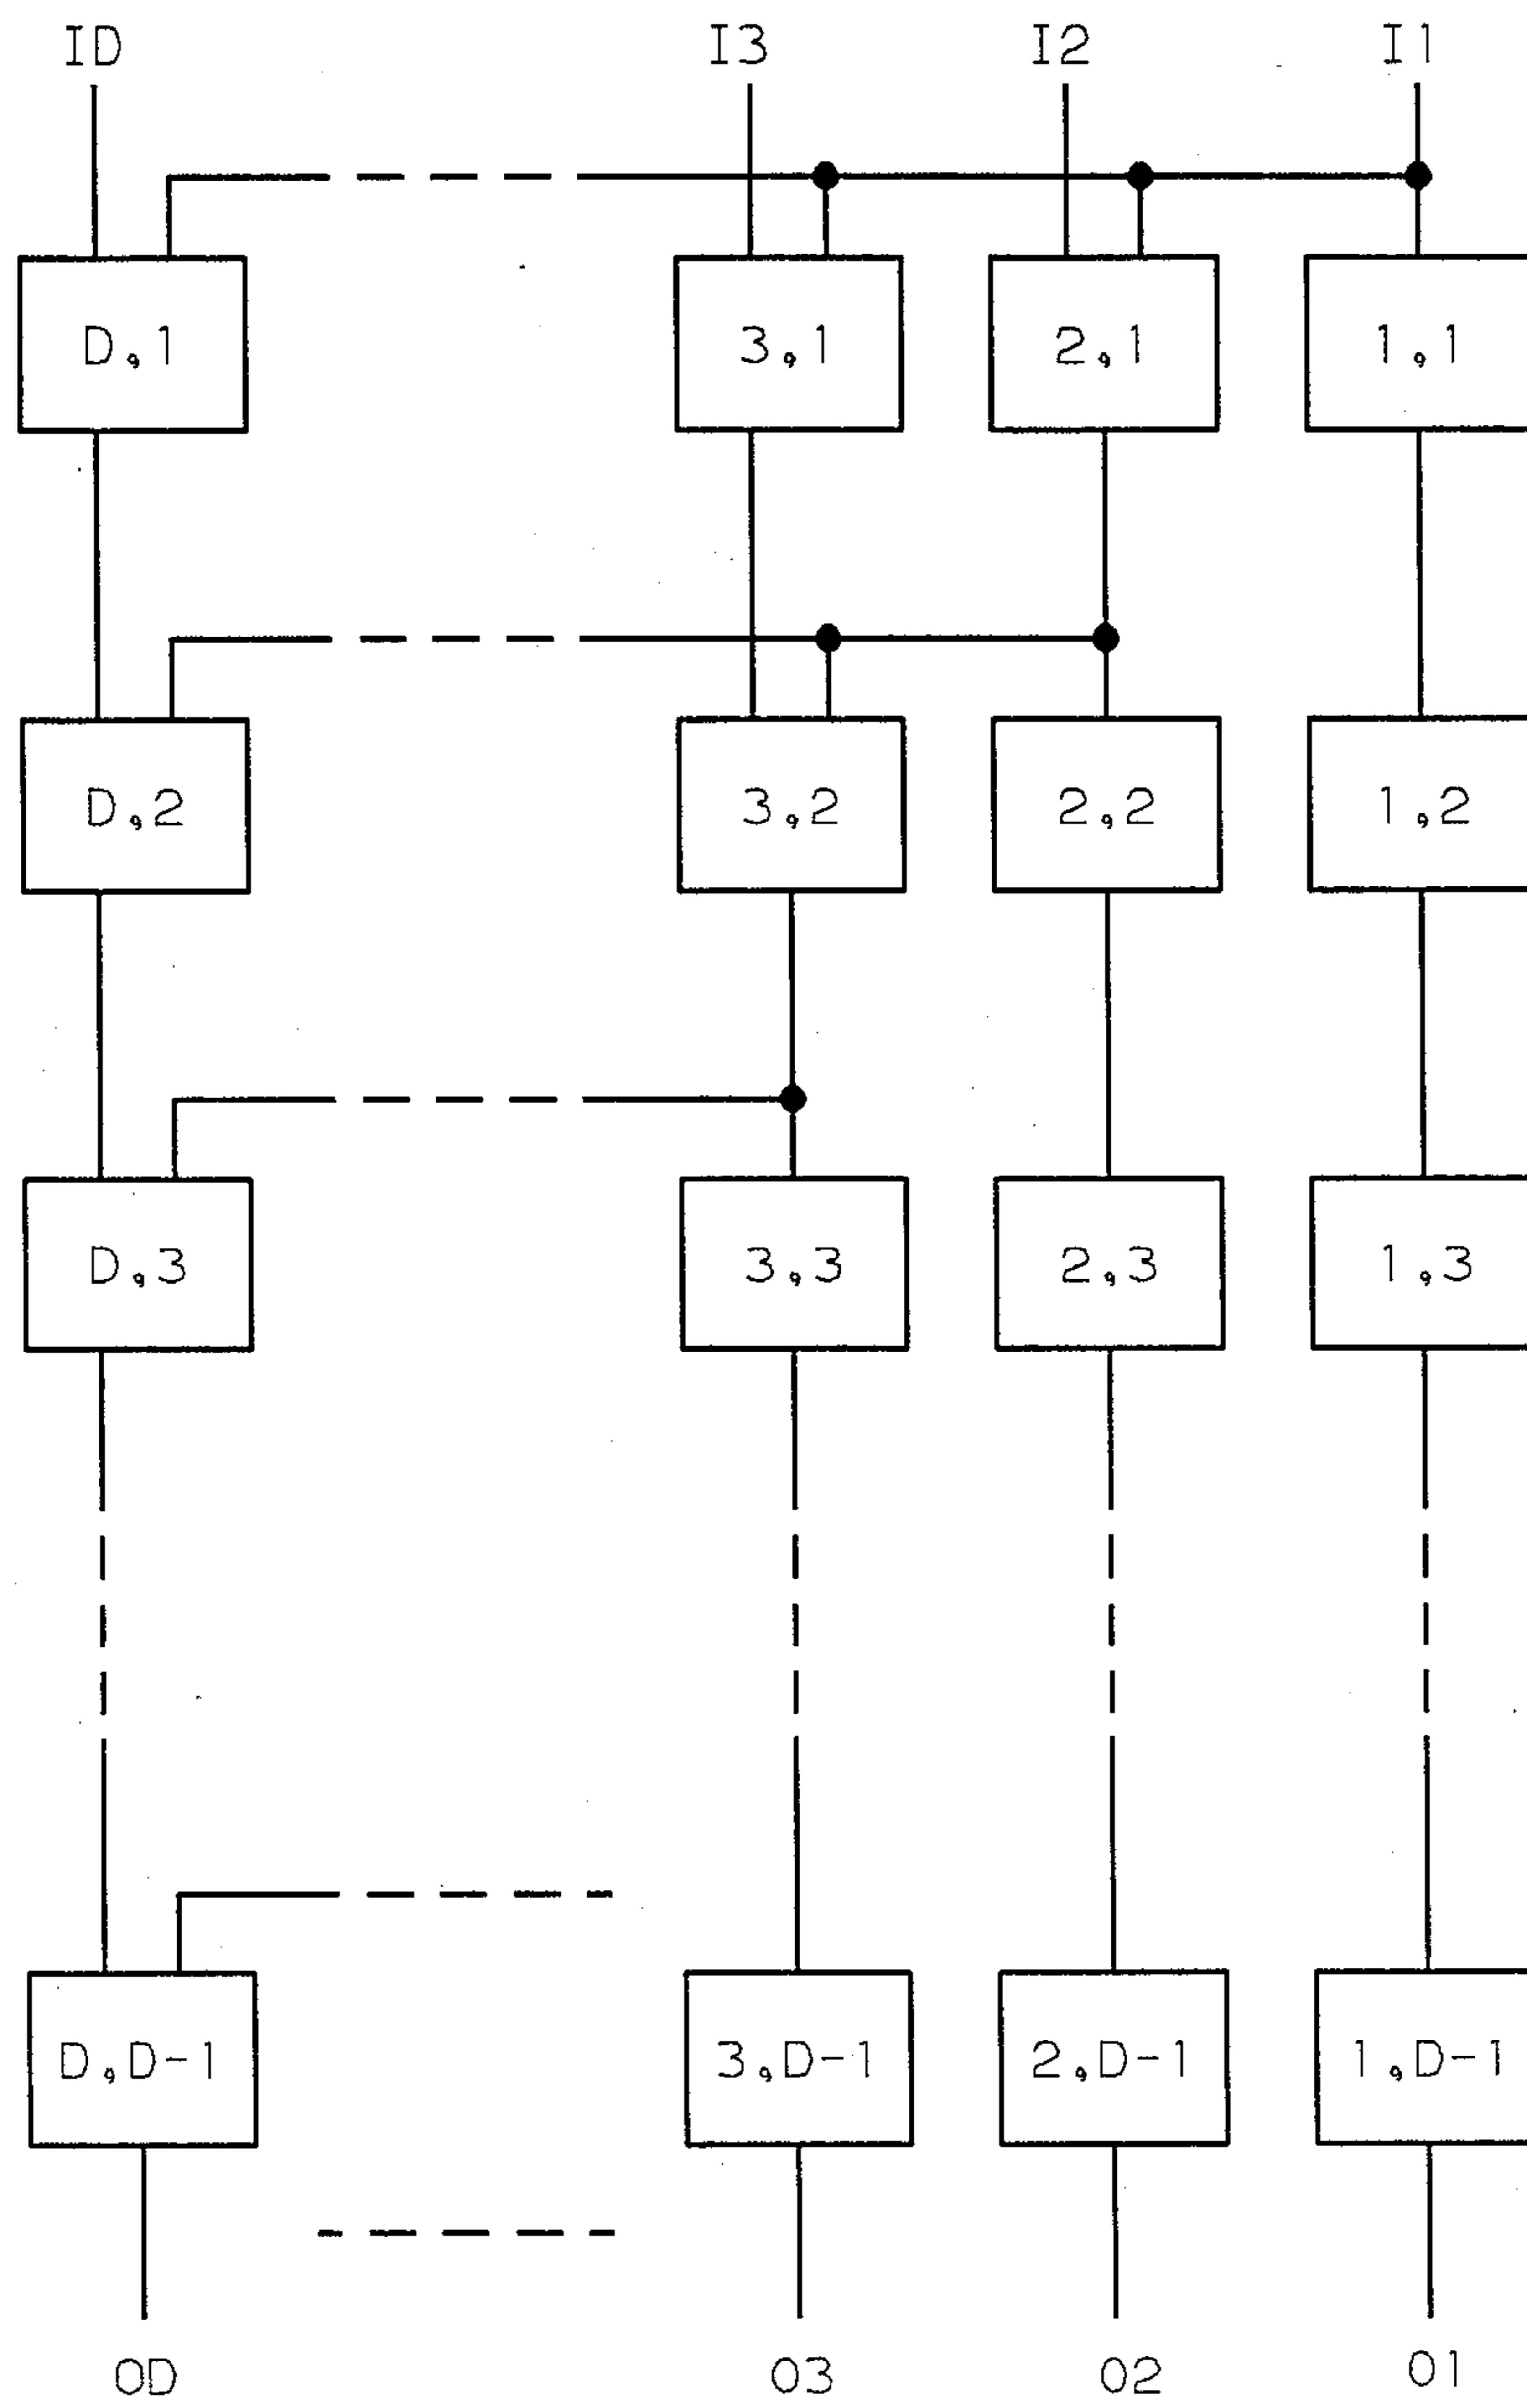 ID I3 I2 I1
D,1 3,1 2,1 1,1
D,2 3,2 2,2 1,2
D,3 3,3 2,3 1,3
D,D-1 3,D-1 2,D-1 1,D-1
OD O3 O2 O1